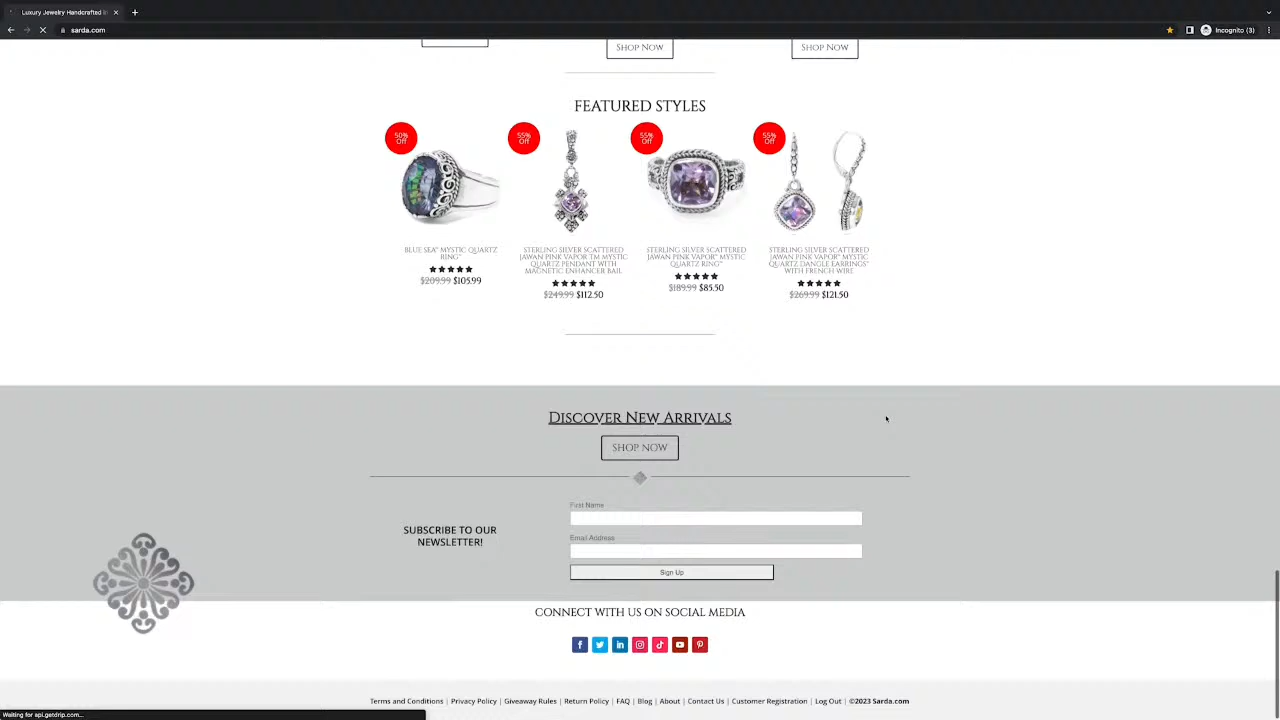 Luxury Jewelry Handcrafted in
sarda.com
Incognito (3)
SHOP NOW
SHOP NOW
FEATURED STYLES
50%
Off
55%
Off
55%
Off
55%
Off
BLUE SEA™ MYSTIC QUARTZ
RING™
$209.99 $105.99
STERLING SILVER SCATTERED
JAWAN PINK VAPOR TM MYSTIC
QUARTZ PENDANT WITH
MAGNETIC ENHANCER BAIL
$249.99 $112.50
STERLING SILVER SCATTERED
JAWAN PINK VAPOR™ MYSTIC
QUARTZ RING™
$189.99 $85.50
STERLING SILVER SCATTERED
JAWAN PINK VAPOR™ MYSTIC
QUARTZ DANGLE EARRINGS™
WITH FRENCH WIRE
$269.99 $121.50
DISCOVER NEW ARRIVALS
SHOP NOW
SUBSCRIBE TO OUR
NEWSLETTER!
First Name
Email Address
Sign Up
CONNECT WITH US ON SOCIAL MEDIA
Terms and Conditions | Privacy Policy | Giveaway Rules | Return Policy | FAQ | Blog | About | Contact Us | Customer Registration | Log Out | ©2023 Sarda.com
Waiting for api.getdrip.com...